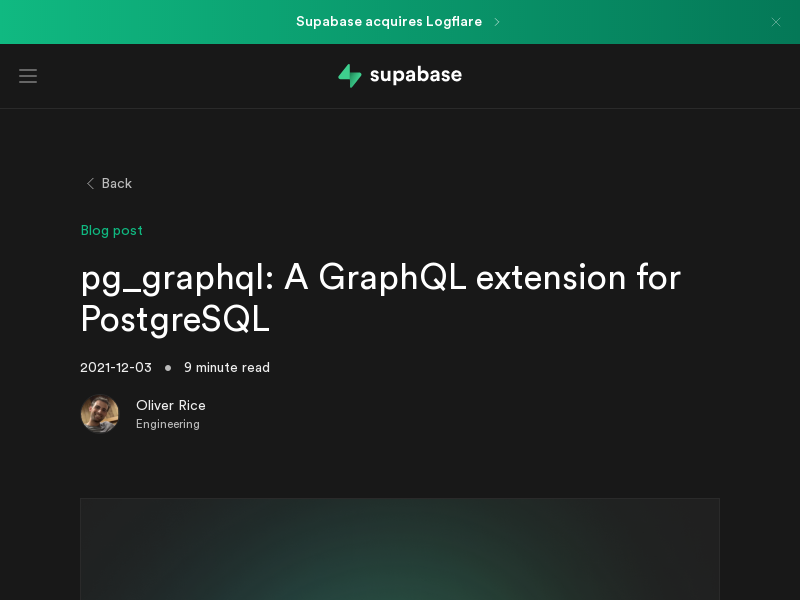 Supabase acquires Logflare
supabase
Back
Blog post
pg_graphql: A GraphQL extension for
PostgreSQL
2021-12-03 • 9 minute read
Oliver Rice
Engineering